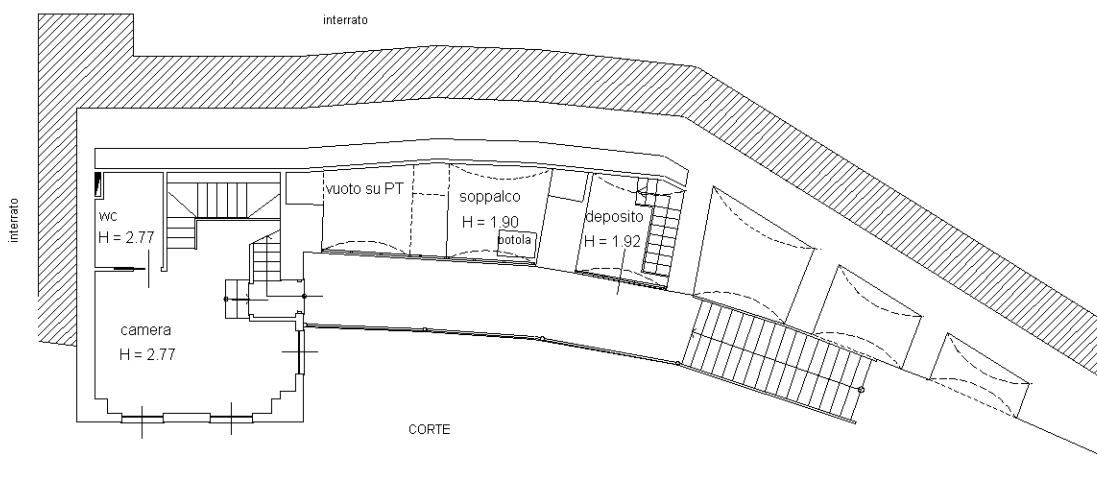 interrato
interrato
vuoto su PT
soppalco
H = 1.90
botola
deposito
H = 1.92
wc
H = 2.77
camera
H = 2.77
CORTE